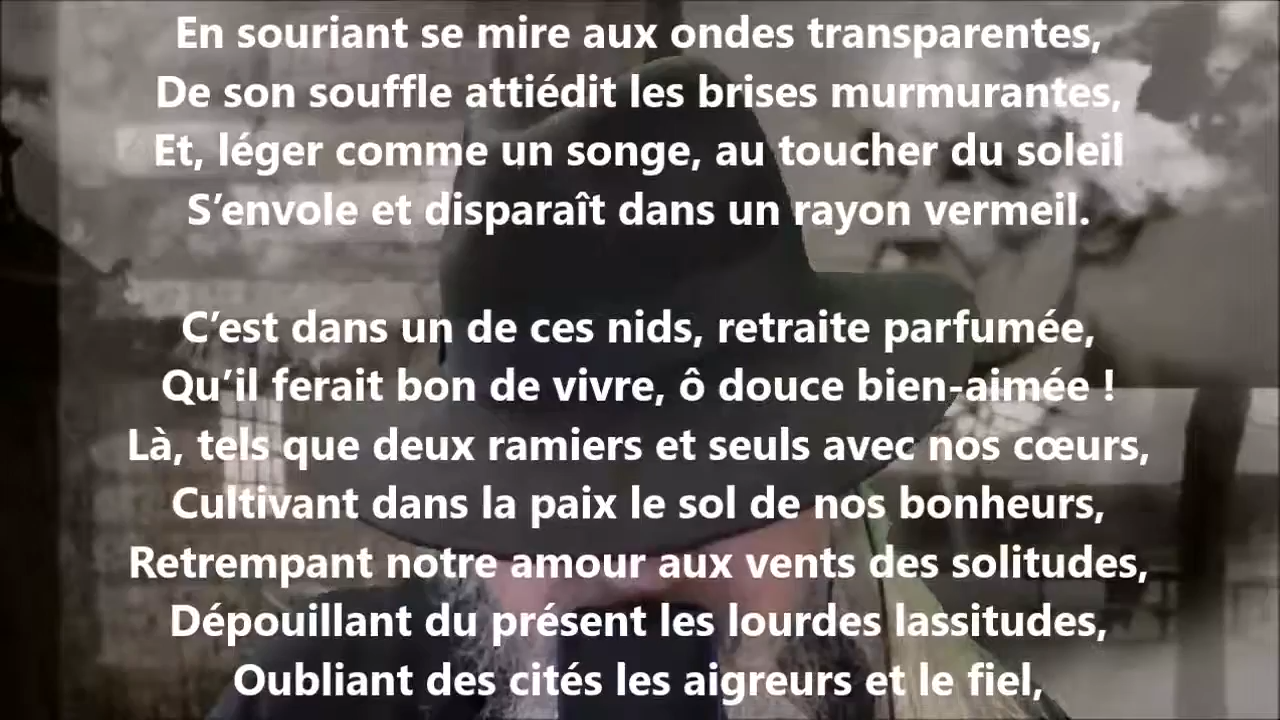 En souriant se mire aux ondes transparentes,
De son souffle attiédit les brises murmurantes,
Et, léger comme un songe, au toucher du soleil
S’envole et disparaît dans un rayon vermeil.
C’est dans un de ces nids, retraite parfumée,
Qu’il ferait bon de vivre, ô douce bien-aimée !
Là, tels que deux ramiers et seuls avec nos cœurs,
Cultivant dans la paix le sol de nos bonheurs,
Retrempant notre amour aux vents des solitudes,
Dépouillant du présent les lourdes lassitudes,
Oubliant des cités les aigreurs et le fiel,